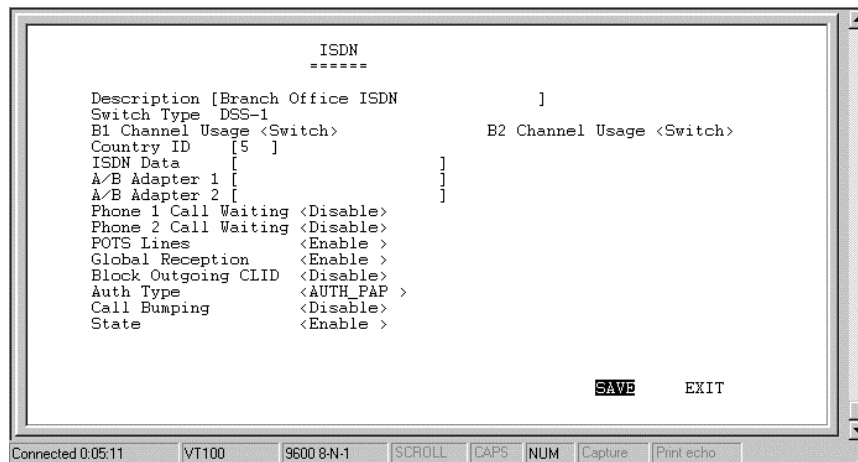 ISDN
======
Description [Branch Office ISDN ]
Switch Type DSS-1
B1 Channel Usage <Switch> B2 Channel Usage <Switch>
Country ID [5 ]
ISDN Data [ ]
A/B Adapter 1 [ ]
A/B Adapter 2 [ ]
Phone 1 Call Waiting <Disable>
Phone 2 Call Waiting <Disable>
POTS Lines <Enable >
Global Reception <Enable >
Block Outgoing CLID <Disable>
Auth Type <AUTH_PAP >
Call Bumping <Disable>
State <Enable >
SAVE EXIT
Connected 0:05:11 VT100 9600 8-N-1 SCROLL CAPS NUM Capture Print echo